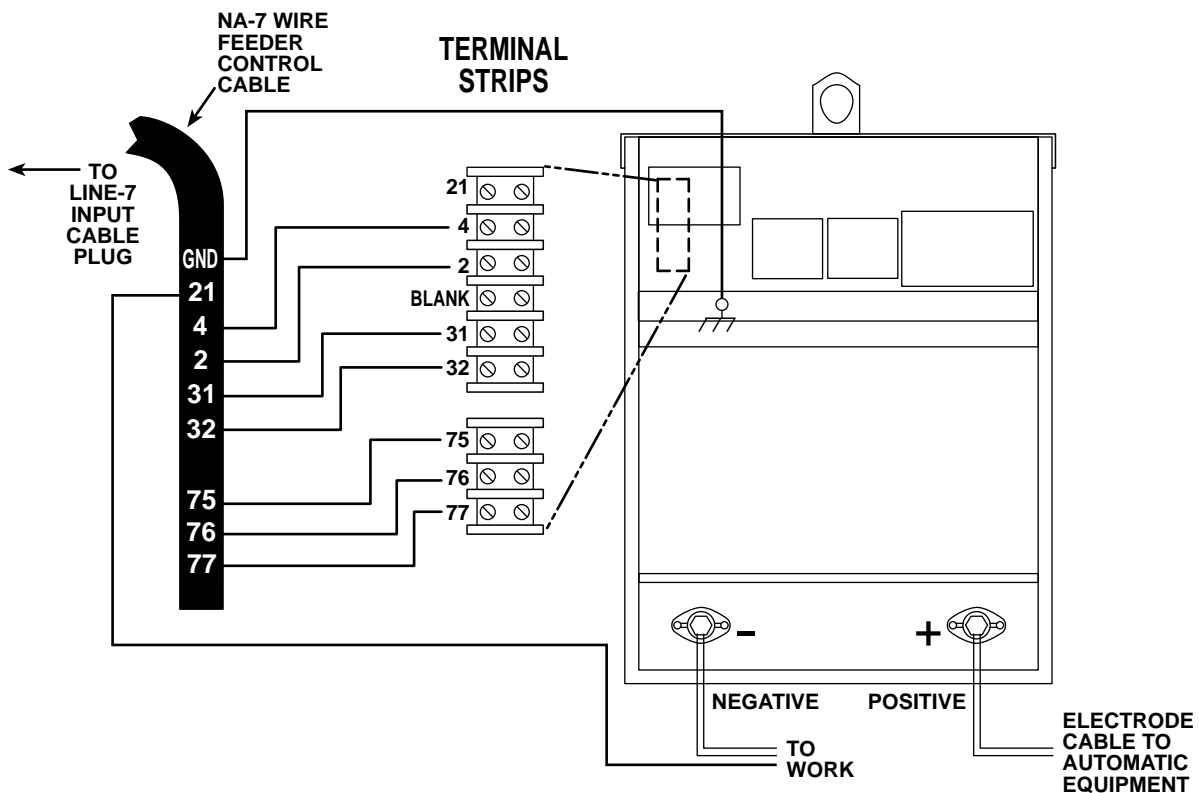 NA-7 WIRE
FEEDER
CONTROL
CABLE
TERMINAL
STRIPS
TO
LINE-7
INPUT
CABLE
PLUG
GND
21
4
2
31
32
75
76
77
21
4
2
BLANK
31
32
75
76
77
-
+
NEGATIVE
POSITIVE
TO
WORK
ELECTRODE
CABLE TO
AUTOMATIC
EQUIPMENT